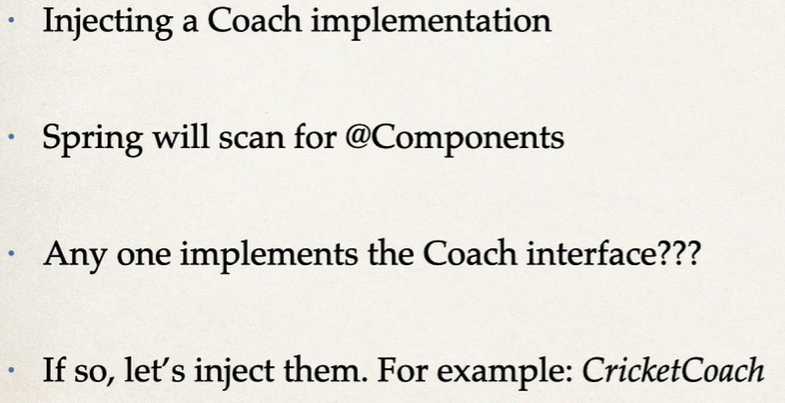 • Injecting a Coach implementation
• Spring will scan for @Components
• Any one implements the Coach interface???
• If so, let’s inject them. For example: CricketCoach